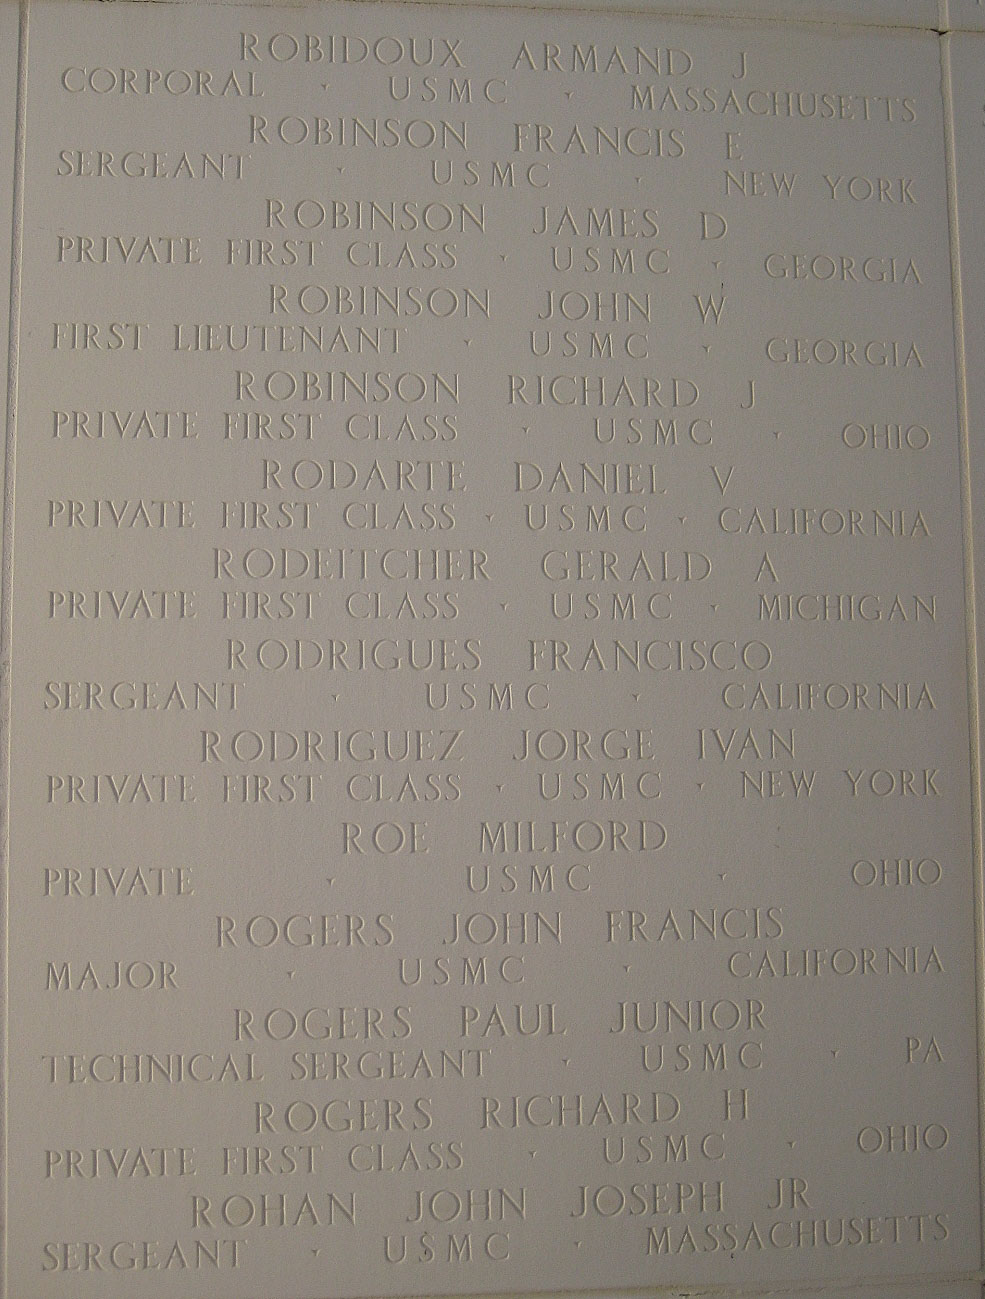 ROBIDOUX ARMAND J
CORPORAL · USMC · MASSACHUSETTS
ROBINSON FRANCIS E
SERGEANT · USMC · NEW YORK
ROBINSON JAMES D
PRIVATE FIRST CLASS · USMC · GEORGIA
ROBINSON JOHN W
FIRST LIEUTENANT · USMC · GEORGIA
ROBINSON RICHARD J
PRIVATE FIRST CLASS · USMC · OHIO
RODARTE DANIEL V
PRIVATE FIRST CLASS · USMC · CALIFORNIA
RODEITCHER GERALD A
PRIVATE FIRST CLASS · USMC · MICHIGAN
RODRIGUES FRANCISCO
SERGEANT · USMC · CALIFORNIA
RODRIGUEZ JORGE IVAN
PRIVATE FIRST CLASS · USMC · NEW YORK
ROE MILFORD
PRIVATE · USMC · OHIO
ROGERS JOHN FRANCIS
MAJOR · USMC · CALIFORNIA
ROGERS PAUL JUNIOR
TECHNICAL SERGEANT · USMC · PA
ROGERS RICHARD H
PRIVATE FIRST CLASS · USMC · OHIO
ROHAN JOHN JOSEPH JR
SERGEANT · USMC · MASSACHUSETTS